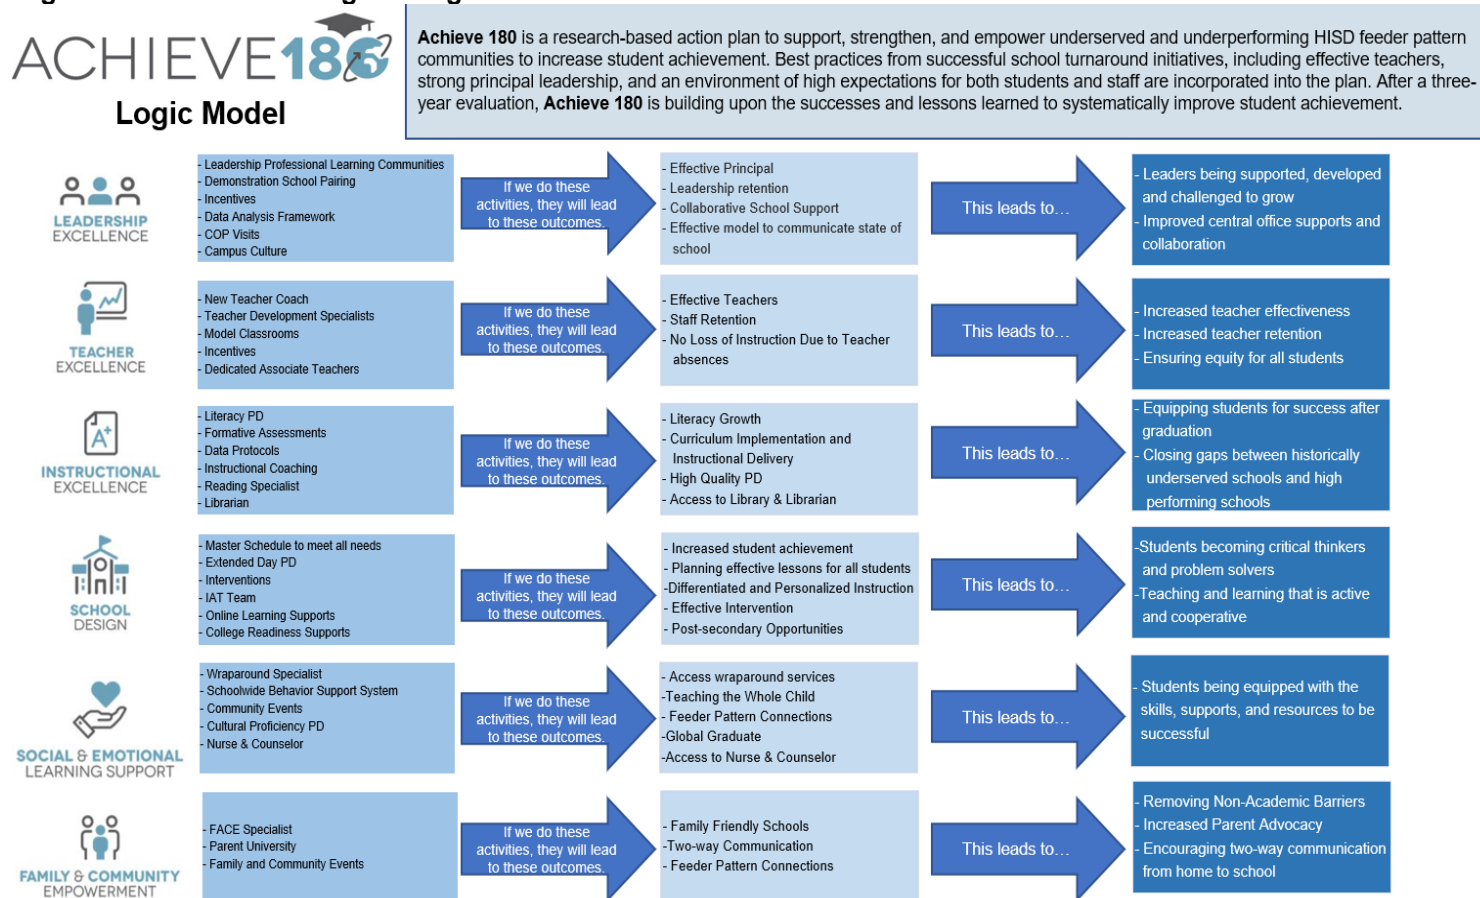 ACHIEVE180
Logic Model
Achieve 180 is a research-based action plan to support, strengthen, and empower underserved and underperforming HISD feeder pattern
communities to increase student achievement. Best practices from successful school turnaround initiatives, including effective teachers,
strong principal leadership, and an environment of high expectations for both students and staff are incorporated into the plan. After a three-
year evaluation, Achieve 180 is building upon the successes and lessons learned to systematically improve student achievement.
LEADERSHIP
EXCELLENCE
- Leadership Professional Learning Communities
- Demonstration School Pairing
- Incentives
- Data Analysis Framework
- COP Visits
- Campus Culture
If we do these
activities, they will lead
to these outcomes.
- Effective Principal
- Leadership retention
- Collaborative School Support
- Effective model to communicate state of
school
This leads to...
- Leaders being supported, developed
and challenged to grow
- Improved central office supports and
collaboration
TEACHER
EXCELLENCE
- New Teacher Coach
- Teacher Development Specialists
- Model Classrooms
- Incentives
- Dedicated Associate Teachers
If we do these
activities, they will lead
to these outcomes.
- Effective Teachers
- Staff Retention
- No Loss of Instruction Due to Teacher
absences
This leads to...
- Increased teacher effectiveness
- Increased teacher retention
- Ensuring equity for all students
A+
INSTRUCTIONAL
EXCELLENCE
- Literacy PD
- Formative Assessments
- Data Protocols
- Instructional Coaching
- Reading Specialist
- Librarian
If we do these
activities, they will lead
to these outcomes.
- Literacy Growth
- Curriculum Implementation and
Instructional Delivery
- High Quality PD
- Access to Library & Librarian
This leads to...
- Equipping students for success after
graduation
- Closing gaps between historically
underserved schools and high
performing schools
SCHOOL
DESIGN
- Master Schedule to meet all needs
- Extended Day PD
- Interventions
- IAT Team
- Online Learning Supports
- College Readiness Supports
If we do these
activities, they will lead
to these outcomes.
- Increased student achievement
- Planning effective lessons for all students
-Differentiated and Personalized Instruction
- Effective Intervention
- Post-secondary Opportunities
This leads to...
-Students becoming critical thinkers
and problem solvers
-Teaching and learning that is active
and cooperative
SOCIAL & EMOTIONAL
LEARNING SUPPORT
- Wraparound Specialist
- Schoolwide Behavior Support System
- Community Events
- Cultural Proficiency PD
- Nurse & Counselor
If we do these
activities, they will lead
to these outcomes.
- Access wraparound services
-Teaching the Whole Child
- Feeder Pattern Connections
-Global Graduate
-Access to Nurse & Counselor
This leads to...
- Students being equipped with the
skills, supports, and resources to be
successful
FAMILY & COMMUNITY
EMPOWERMENT
- FACE Specialist
- Parent University
- Family and Community Events
If we do these
activities, they will lead
to these outcomes.
- Family Friendly Schools
-Two-way Communication
- Feeder Pattern Connections
This leads to...
- Removing Non-Academic Barriers
- Increased Parent Advocacy
- Encouraging two-way communication
from home to school